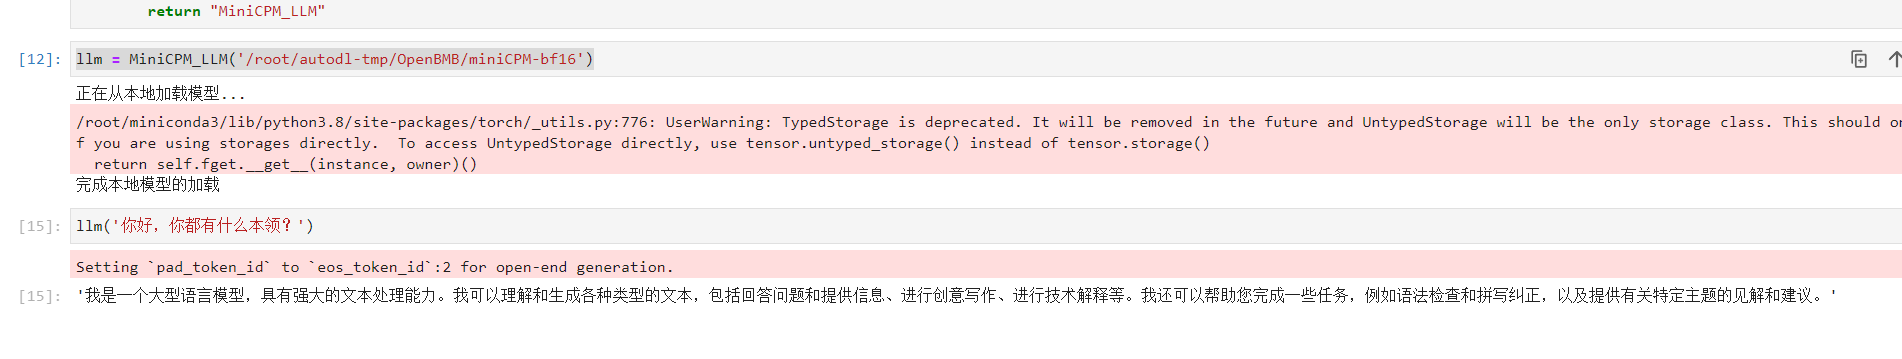 return "MiniCPM_LLM"
[12]: llm = MiniCPM_LLM('/root/autodl-tmp/OpenBMB/miniCPM-bf16')
正在从本地加载模型...
/root/miniconda3/lib/python3.8/site-packages/torch/_utils.py:776: UserWarning: TypedStorage is deprecated. It will be removed in the future and UntypedStorage will be the only storage class. This should on
f you are using storages directly.  To access UntypedStorage directly, use tensor.untyped_storage() instead of tensor.storage()
return self.fget.__get__(instance, owner)()
完成本地模型的加载
[15]: llm('你好，你都有什么本领？')
Setting `pad_token_id` to `eos_token_id`:2 for open-end generation.
[15]: '我是一个大型语言模型，具有强大的文本处理能力。我可以理解和生成各种类型的文本，包括回答问题和提供信息、进行创意写作、进行技术解释等。我还可以帮助您完成一些任务，例如语法检查和拼写纠正，以及提供有关特定主题的见解和建议。'